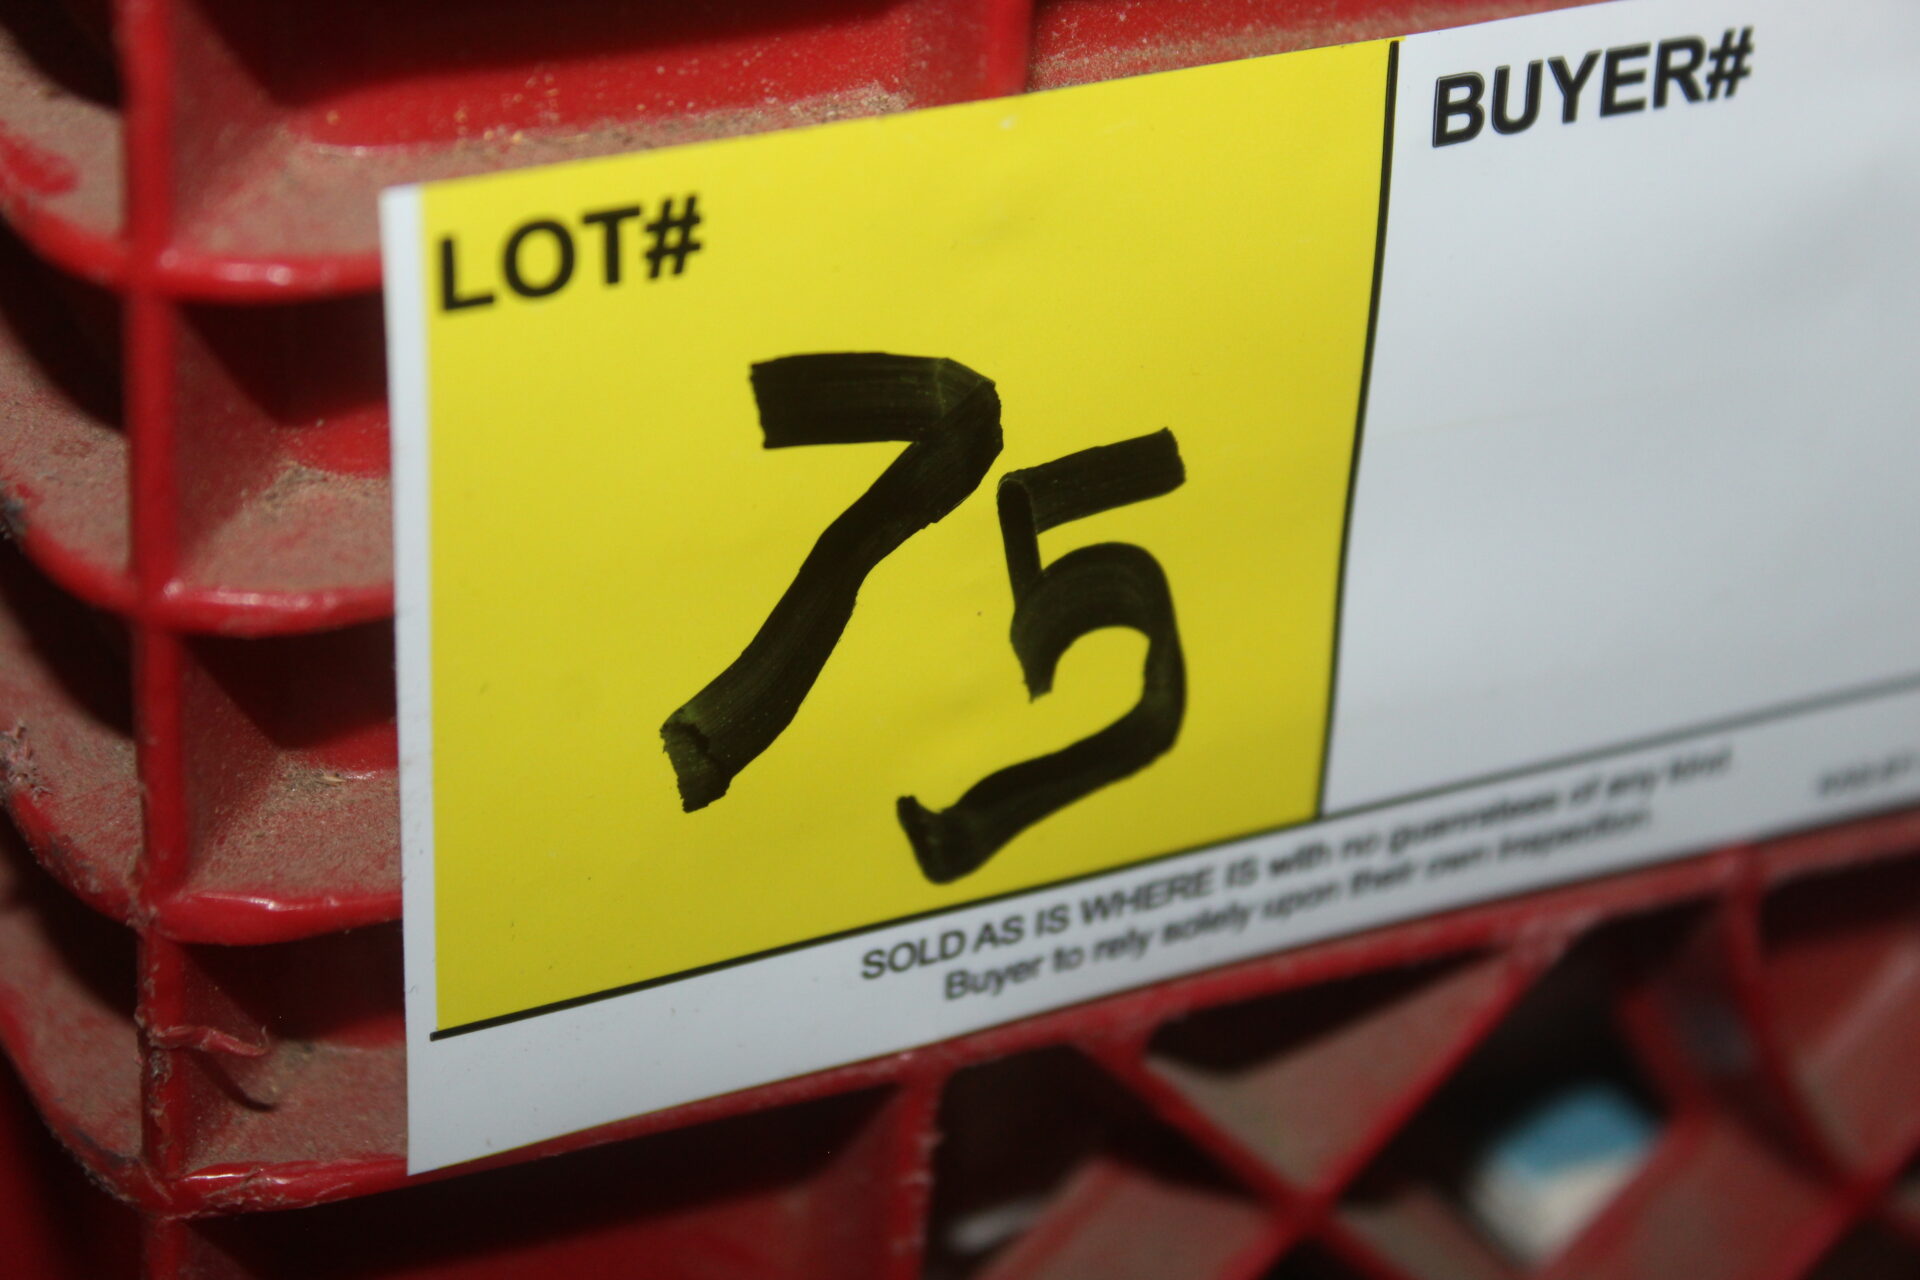 LOT#
BUYER#
75
SOLD AS IS WHERE IS with no guarantees of any kind.
Buyer to rely solely upon their own inspection.